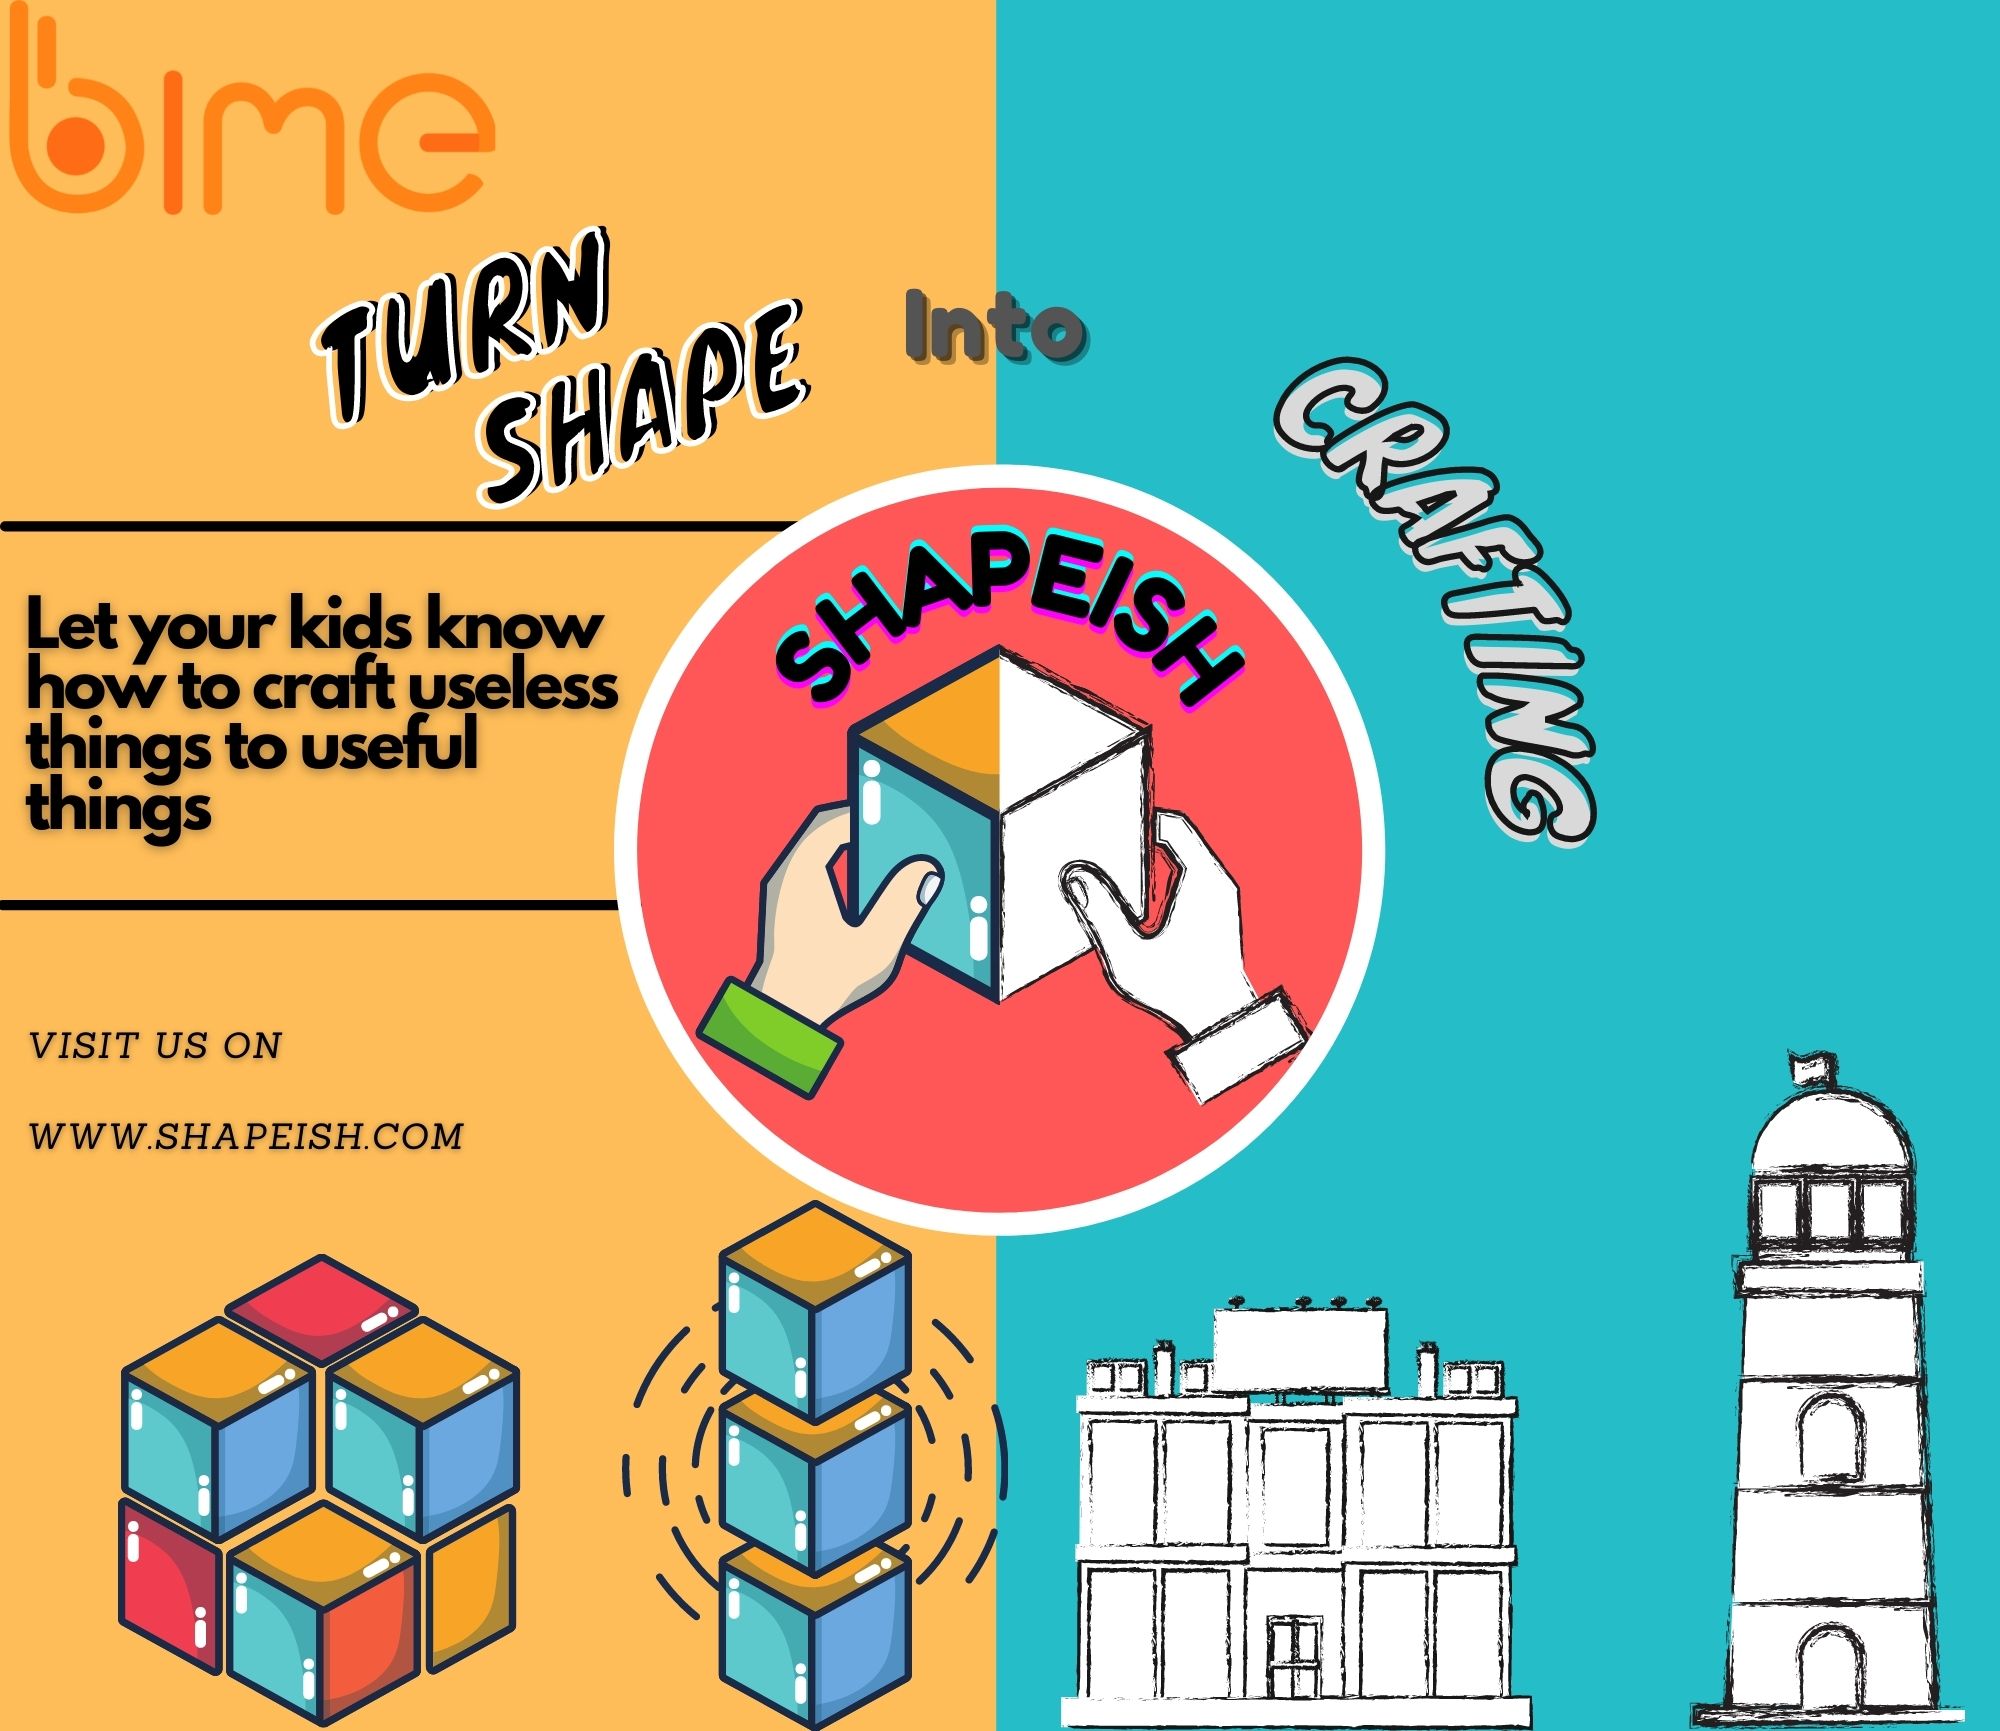 bime
TURN
SHAPE
Into
CRAFTING
SHAPEISH
Let your kids know
how to craft useless
things to useful
things
VISIT US ON
WWW.SHAPEISH.COM